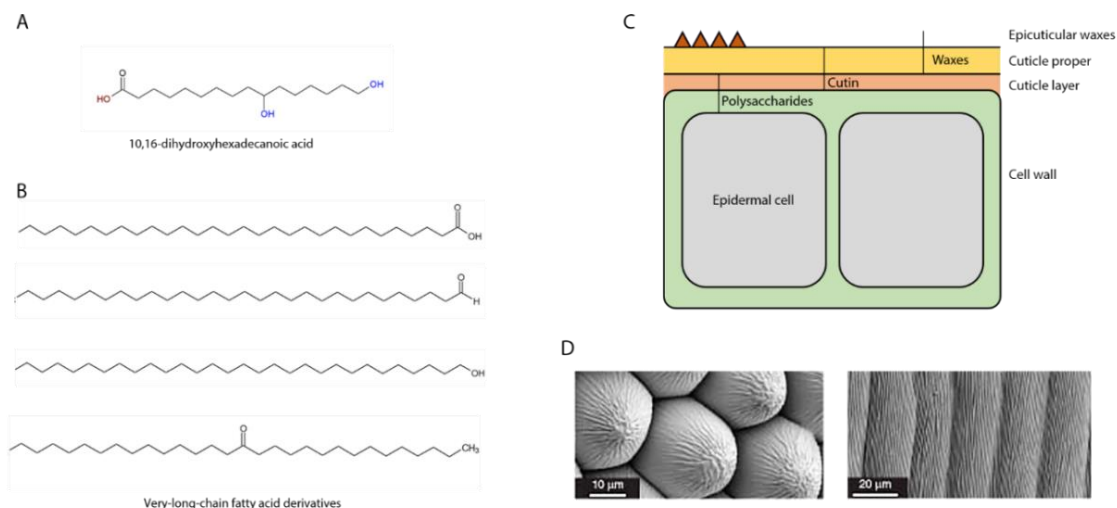 A
O
HO
OH
OH
10,16-dihydroxyhexadecanoic acid
B
O
OH
O
H
OH
O
CH₃
Very-long-chain fatty acid derivatives
C
Epicuticular waxes
Waxes
Cuticle proper
Cutin
Cuticle layer
Polysaccharides
Epidermal cell
Cell wall
D
10 µm
20 µm